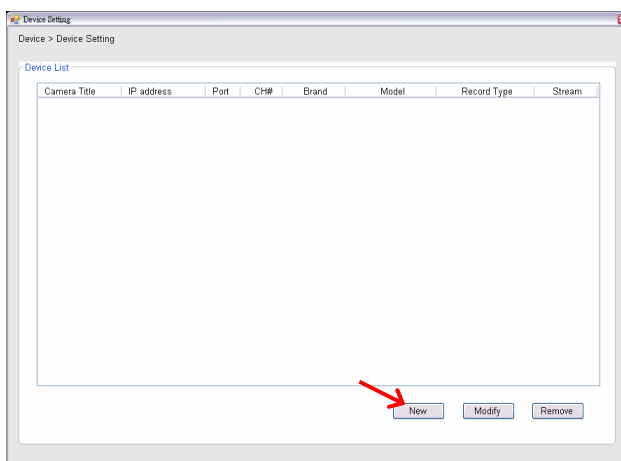 Device Setting
Device > Device Setting
Device List
Camera Title IP address Port CH# Brand Model Record Type Stream
New Modify Remove